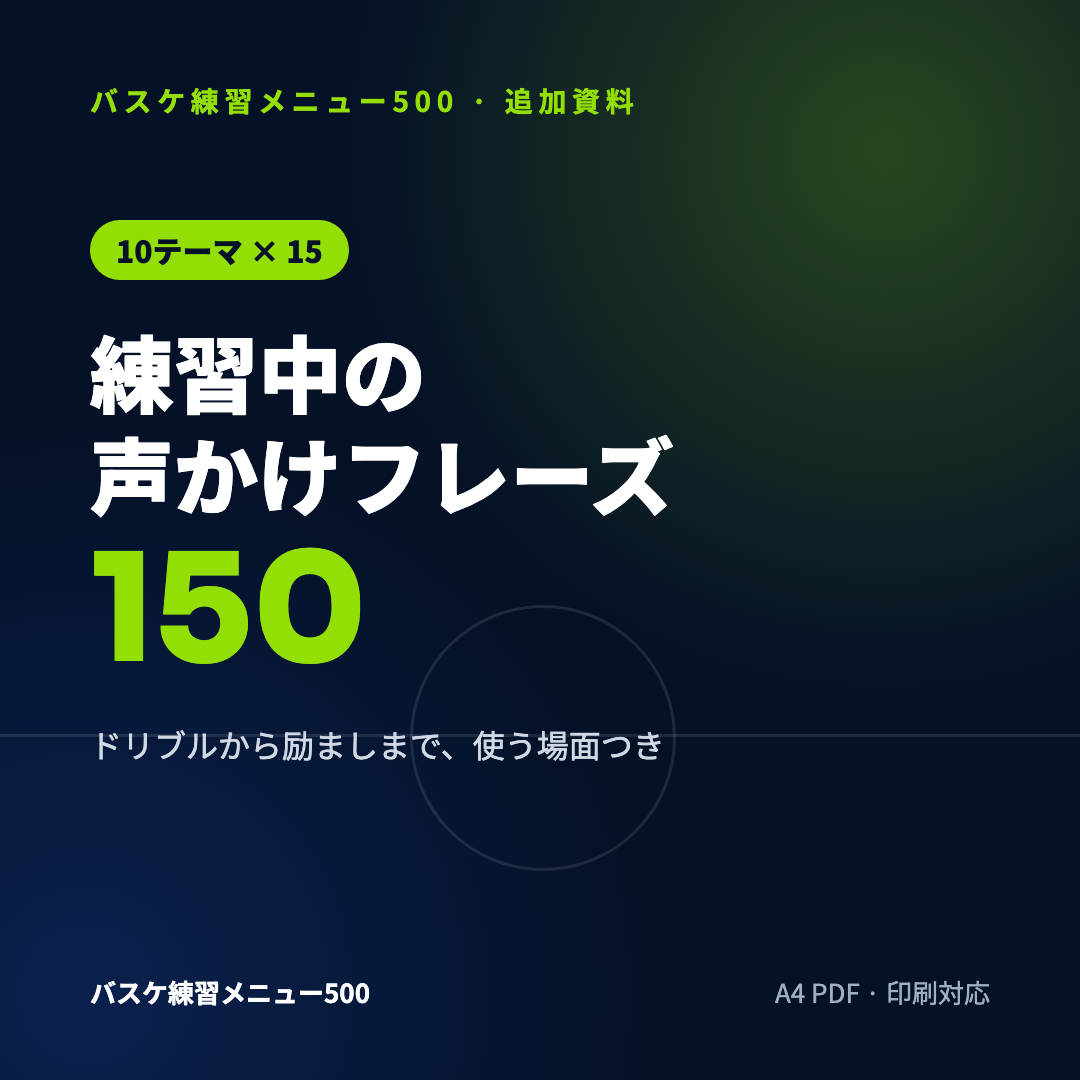 バスケ練習メニュー500 · 追加資料
10テーマ × 15
練習中の
声かけフレーズ
150
ドリブルから励ましまで、使う場面つき
バスケ練習メニュー500
A4 PDF · 印刷対応